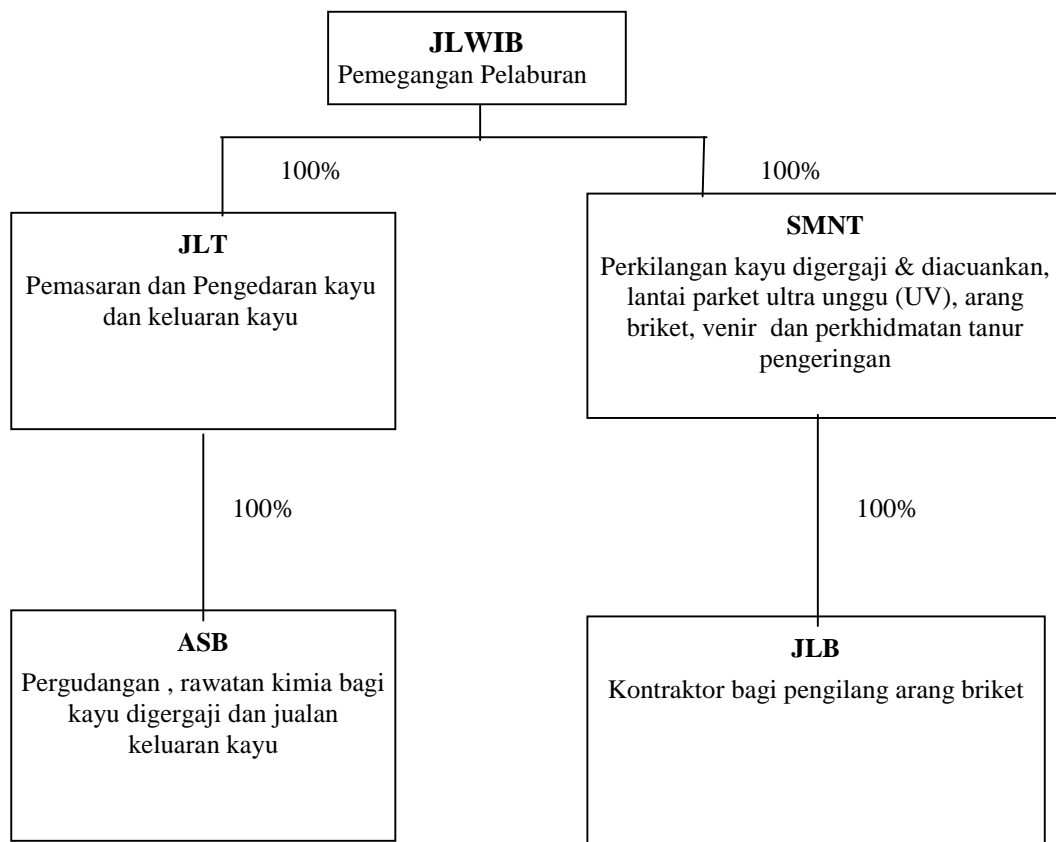 JLWIB
Pemegangan Pelaburan
100%
100%
JLT
Pemasaran dan Pengedaran kayu
dan keluaran kayu
SMNT
Perkilangan kayu digergaji & diacuankan,
lantai parket ultra unggu (UV), arang
briket, venir  dan perkhidmatan tanur
pengeringan
100%
100%
ASB
Pergudangan , rawatan kimia bagi
kayu digergaji dan jualan
keluaran kayu
JLB
Kontraktor bagi pengilang arang briket